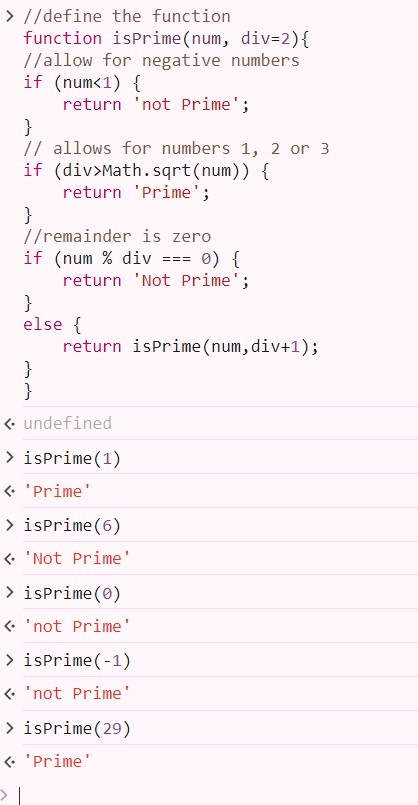 > //define the function
function isPrime(num, div=2){
//allow for negative numbers
if (num<1) {
    return 'not Prime';
}
// allows for numbers 1, 2 or 3
if (div>Math.sqrt(num)) {
    return 'Prime';
}
//remainder is zero
if (num % div === 0) {
    return 'Not Prime';
}
else {
    return isPrime(num,div+1);
}
}
undefined
> isPrime(1)
'Prime'
> isPrime(6)
'Not Prime'
> isPrime(0)
'not Prime'
> isPrime(-1)
'not Prime'
> isPrime(29)
'Prime'
>